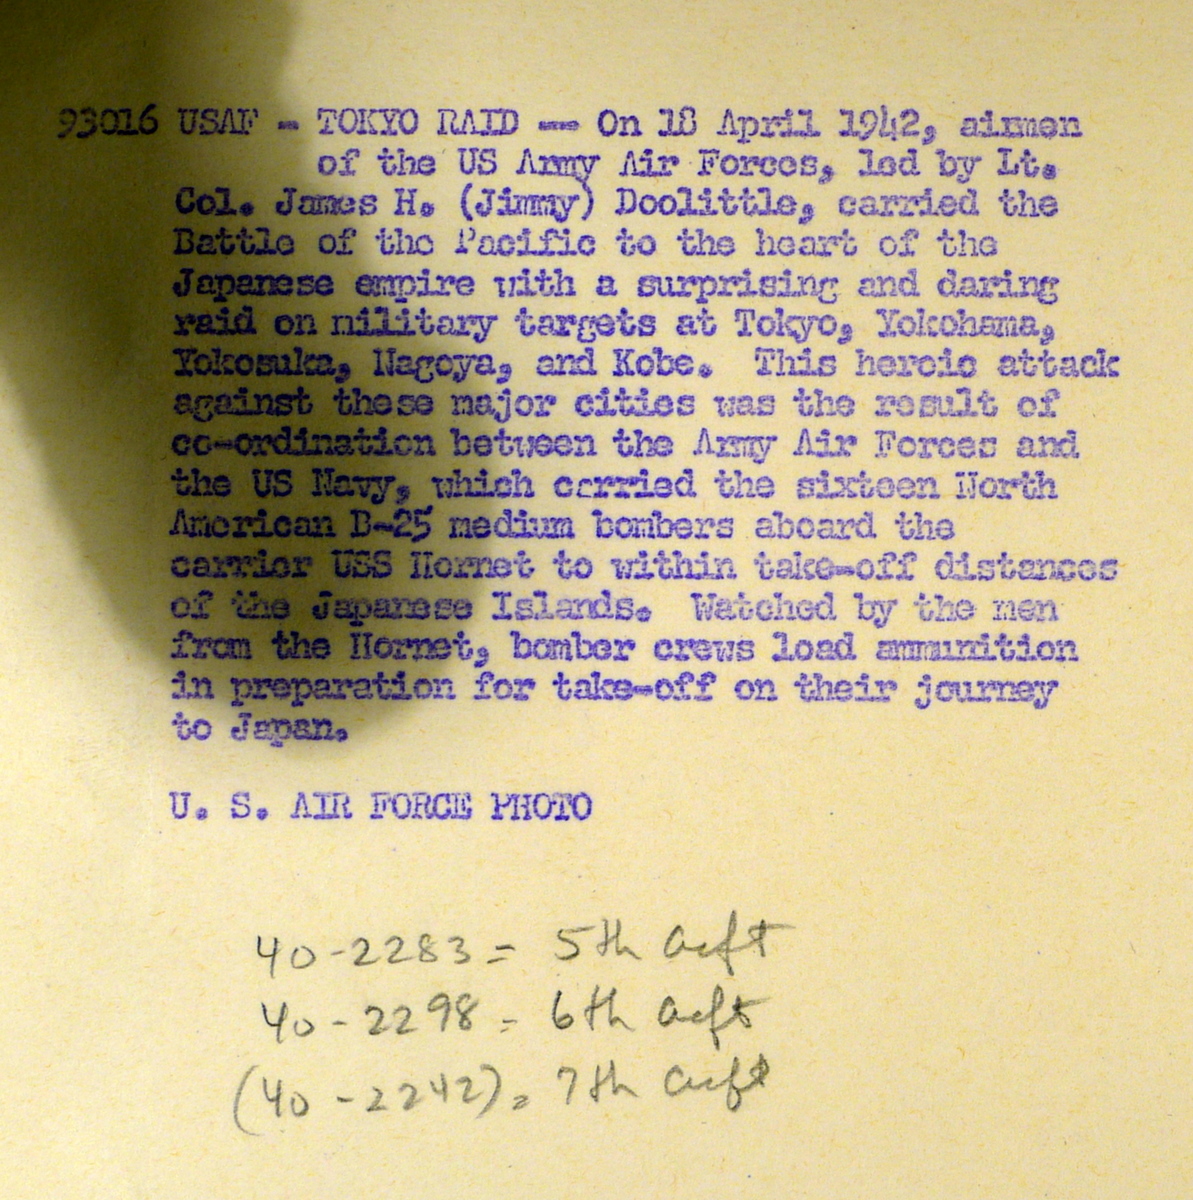 93016 USAF - TOKYO RAID -- On 18 April 1942, airmen
of the US Army Air Forces, led by Lt.
Col. James H. (Jimmy) Doolittle, carried the
Battle of the Pacific to the heart of the
Japanese empire with a surprising and daring
raid on military targets at Tokyo, Yokohama,
Yokosuka, Nagoya, and Kobe. This heroic attack
against these major cities was the result of
co-ordination between the Army Air Forces and
the US Navy, which carried the sixteen North
American B-25 medium bombers aboard the
carrier USS Hornet to within take-off distances
of the Japanese Islands. Watched by the men
from the Hornet, bomber crews load ammunition
in preparation for take-off on their journey
to Japan.
U. S. AIR FORCE PHOTO
40-2283 = 5th acft
40-2298 = 6th acft
(40-2242) = 7th acft